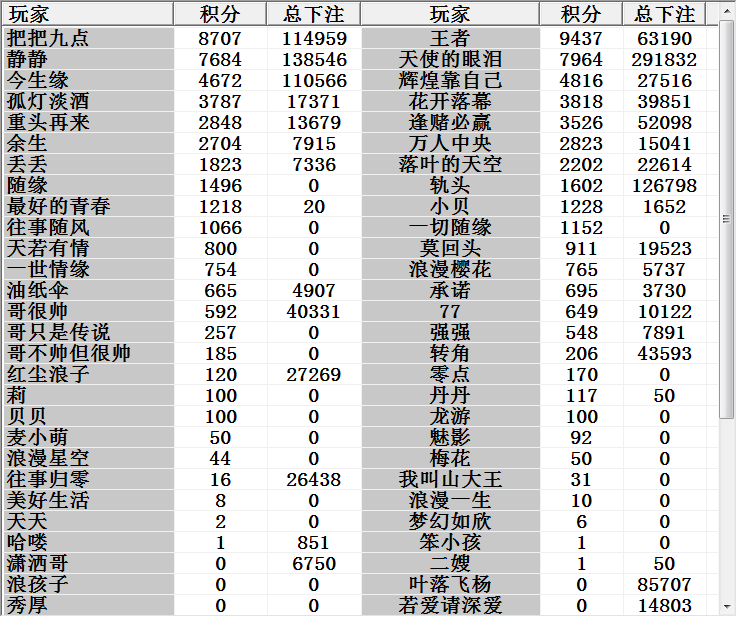 玩家 积分 总下注 玩家 积分 总下注
把把九点 8707 114959 王者 9437 63190
静静 7684 138546 天使的眼泪 7964 291832
今生缘 4672 110566 辉煌靠自己 4816 27516
孤灯淡酒 3787 17371 花开落幕 3818 39851
重头再来 2848 13679 逢赌必赢 3526 52098
余生 2704 7915 万人中央 2823 15041
丢丢 1823 7336 落叶的天空 2202 22614
随缘 1496 0 轨头 1602 126798
最好的青春 1218 20 小贝 1228 1652
往事随风 1066 0 一切随缘 1152 0
天若有情 800 0 莫回头 911 19523
一世情缘 754 0 浪漫樱花 765 5737
油纸伞 665 4907 承诺 695 3730
哥很帅 592 40331 77 649 10122
哥只是传说 257 0 强强 548 7891
哥不帅但很帅 185 0 转角 206 43593
红尘浪子 120 27269 零点 170 0
莉 100 0 丹丹 117 50
贝贝 100 0 龙游 100 0
麦小萌 50 0 魅影 92 0
浪漫星空 44 0 梅花 50 0
往事归零 16 26438 我叫山大王 31 0
美好生活 8 0 浪漫一生 10 0
天天 2 0 梦幻如欣 6 0
哈喽 1 851 笨小孩 1 0
潇洒哥 0 6750 二嫂 1 50
浪孩子 0 0 叶落飞杨 0 85707
秀厚 0 0 若爱请深爱 0 14803